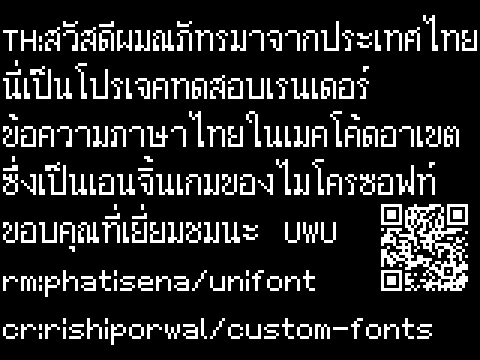 TH:สวัสดีผมณภัทรมาจากประเทศไทย
นี่เป็นโปรเจคทดสอบเรนเดอร์
ข้อความภาษาไทยในเมคโค้ดอาเขต
ซึ่งเป็นเอนจิ้นเกมของไมโครซอฟท์
ขอบคุณที่เยี่ยมชมนะ UWU
rm:phatisena/unifont
cr:rishiporwal/custom-fonts